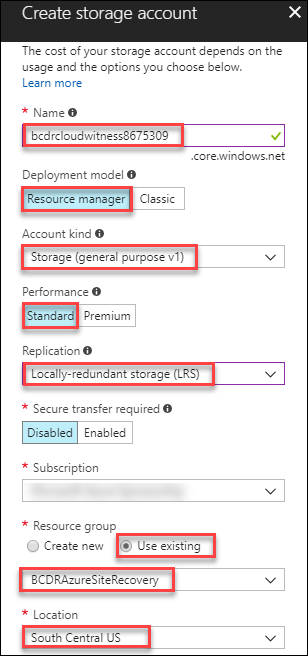 Create storage account
The cost of your storage account depends on the
usage and the options you choose below.
Learn more
* Name
bcdrcloudwitness8675309
.core.windows.net
Deployment model
Resource manager Classic
Account kind
Storage (general purpose v1)
Performance
Standard Premium
Replication
Locally-redundant storage (LRS)
* Secure transfer required
Disabled Enabled
* Subscription
* Resource group
Create new Use existing
BCDRAzureSiteRecovery
* Location
South Central US